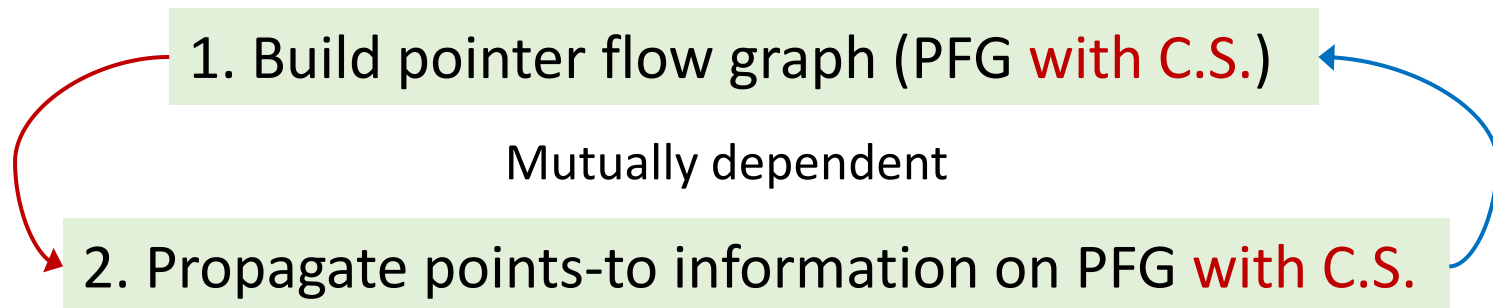 1. Build pointer flow graph (PFG with C.S.)
Mutually dependent
2. Propagate points-to information on PFG with C.S.